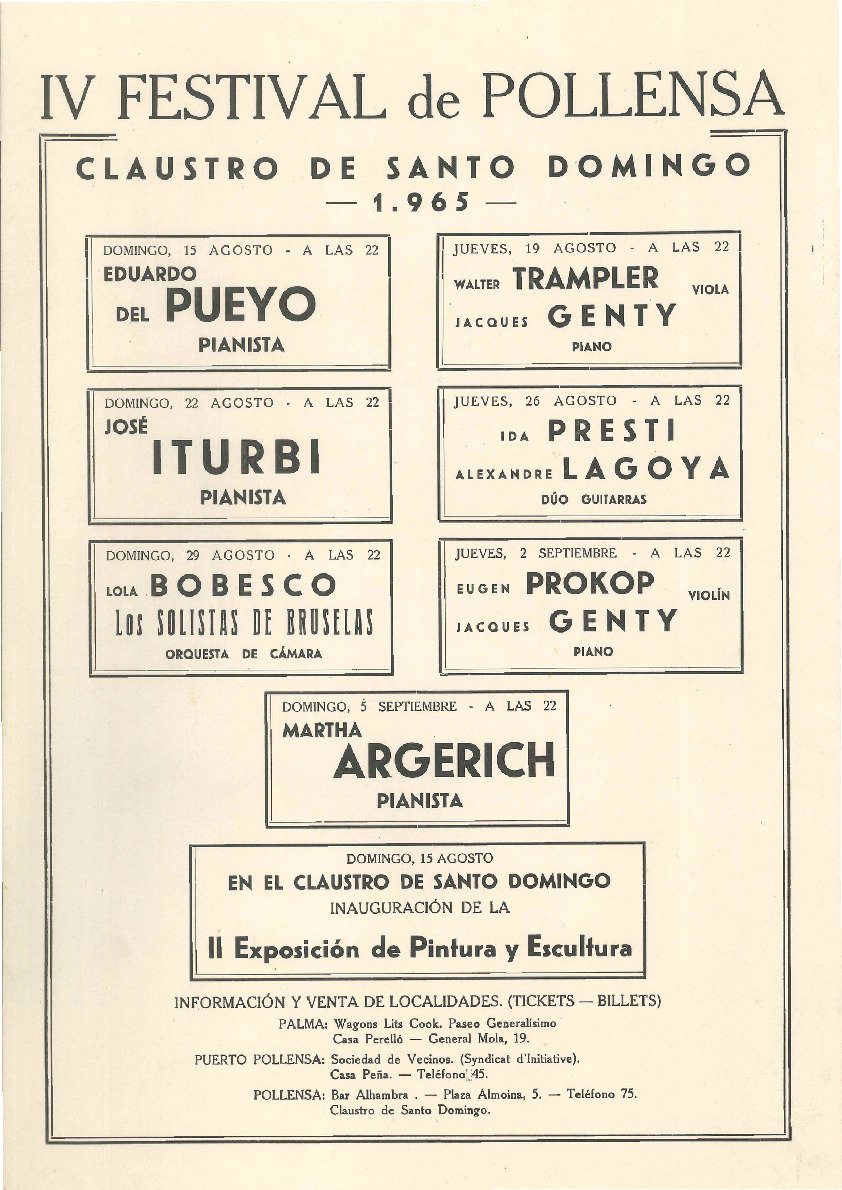 IV FESTIVAL de POLLENSA
CLAUSTRO DE SANTO DOMINGO
— 1.965 —
DOMINGO, 15 AGOSTO - A LAS 22
EDUARDO
DEL PUEYO
PIANISTA
JUEVES, 19 AGOSTO - A LAS 22
WALTER TRAMPLER VIOLA
JACQUES GENTY
PIANO
DOMINGO, 22 AGOSTO - A LAS 22
JOSÉ
ITURBI
PIANISTA
JUEVES, 26 AGOSTO - A LAS 22
IDA PRESTI
ALEXANDRE LAGOYA
DÚO GUITARRAS
DOMINGO, 29 AGOSTO - A LAS 22
LOLA BOBESCO
Los SOLISTAS DE BRUSELAS
ORQUESTA DE CÁMARA
JUEVES, 2 SEPTIEMBRE - A LAS 22
EUGEN PROKOP VIOLÍN
JACQUES GENTY
PIANO
DOMINGO, 5 SEPTIEMBRE - A LAS 22
MARTHA
ARGERICH
PIANISTA
DOMINGO, 15 AGOSTO
EN EL CLAUSTRO DE SANTO DOMINGO
INAUGURACIÓN DE LA
II Exposición de Pintura y Escultura
INFORMACIÓN Y VENTA DE LOCALIDADES. (TICKETS — BILLETS)
PALMA: Wagons Lits Cook. Paseo Generalísimo
Casa Perelló — General Mola, 19.
PUERTO POLLENSA: Sociedad de Vecinos. (Syndicat d'Initiative).
Casa Peña. — Teléfono 45.
POLLENSA: Bar Alhambra . — Plaza Almoina, 5. — Teléfono 75.
Claustro de Santo Domingo.